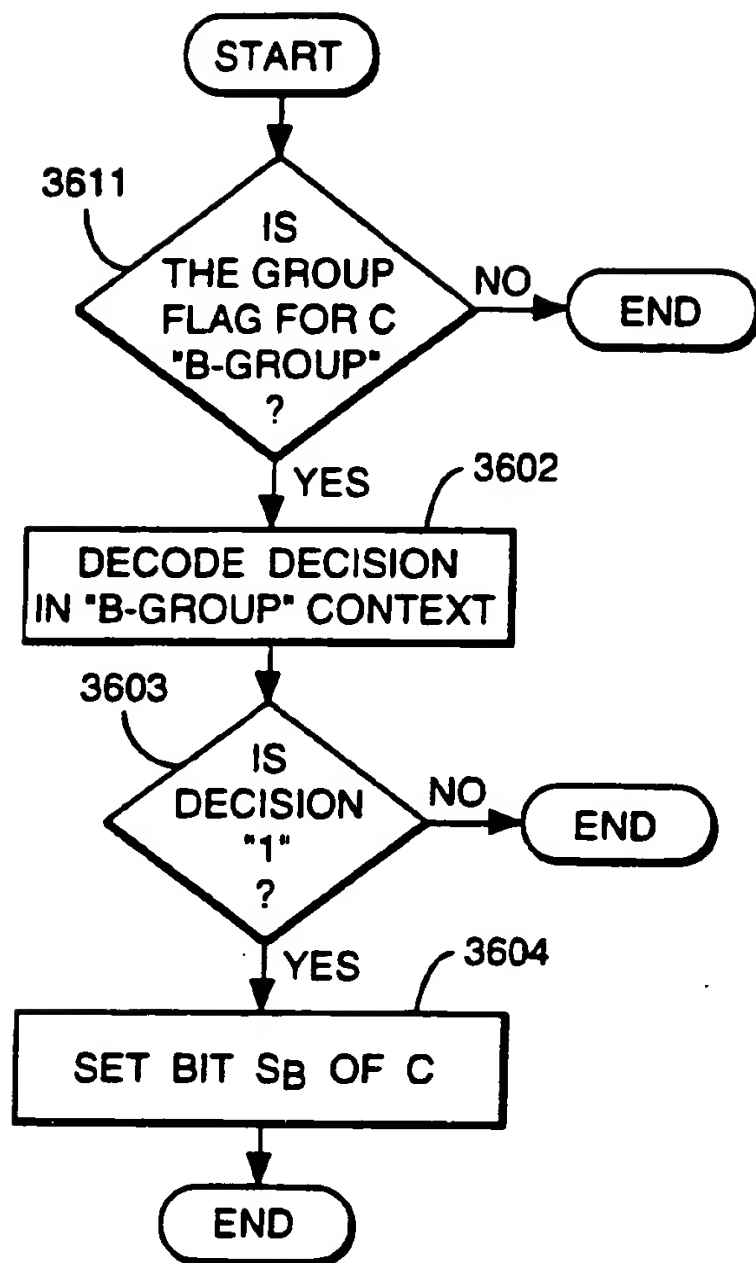 START
3611
IS
THE GROUP
FLAG FOR C
"B-GROUP"
?
NO
END
YES
3602
DECODE DECISION
IN "B-GROUP" CONTEXT
3603
IS
DECISION
"1"
?
NO
END
YES
3604
SET BIT SB OF C
END